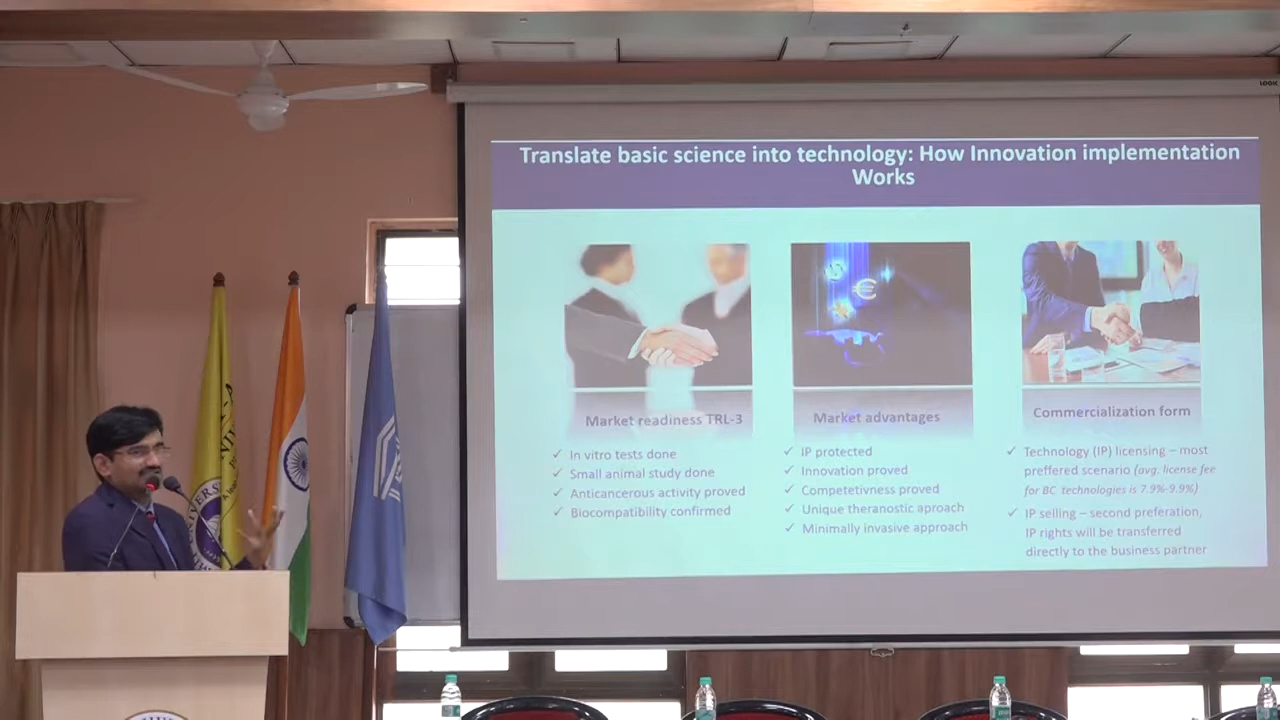 LOGIK
Translate basic science into technology: How Innovation implementation
Works
Market readiness TRL-3
In vitro tests done
Small animal study done
Anticancerous activity proved
Biocompatibility confirmed
Market advantages
IP protected
Innovation proved
Competetivness proved
Unique theranostic aproach
Minimally invasive approach
Commercialization form
Technology (IP) licensing – most
preffered scenario (avg. license fee
for BC technologies is 7.9%-9.9%)
IP selling – second preferation,
IP rights will be transferred
directly to the business partner